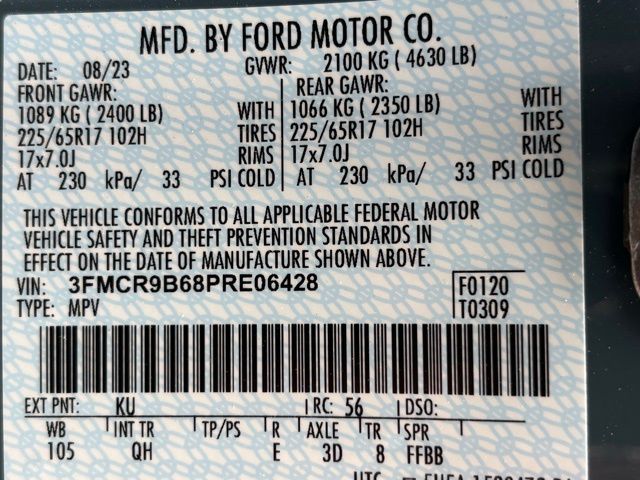 MFD. BY FORD MOTOR CO.
DATE: 08/23 GVWR: 2100 KG ( 4630 LB)
FRONT GAWR: REAR GAWR:
1089 KG ( 2400 LB) WITH 1066 KG ( 2350 LB) WITH
225/65R17 102H TIRES 225/65R17 102H TIRES
17x7.0J RIMS 17x7.0J RIMS
AT 230 kPa/ 33 PSI COLD AT 230 kPa/ 33 PSI COLD
THIS VEHICLE CONFORMS TO ALL APPLICABLE FEDERAL MOTOR
VEHICLE SAFETY AND THEFT PREVENTION STANDARDS IN
EFFECT ON THE DATE OF MANUFACTURE SHOWN ABOVE.
VIN: 3FMCR9B68PRE06428 F0120
TYPE: MPV T0309
EXT PNT: KU RC: 56 DSO:
WB INT TR TP/PS R AXLE TR SPR
105 QH E 3D 8 FFBB